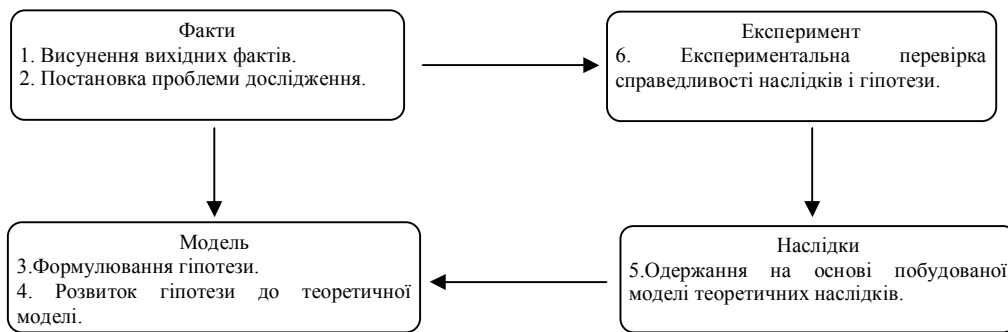 Факти
1. Висунення вихідних фактів.
2. Постановка проблеми дослідження.
Експеримент
6. Експериментальна перевірка
справедливості наслідків і гіпотези.
Модель
3.Формулювання гіпотези.
4. Розвиток гіпотези до теоретичної
моделі.
Наслідки
5.Одержання на основі побудованої
моделі теоретичних наслідків.